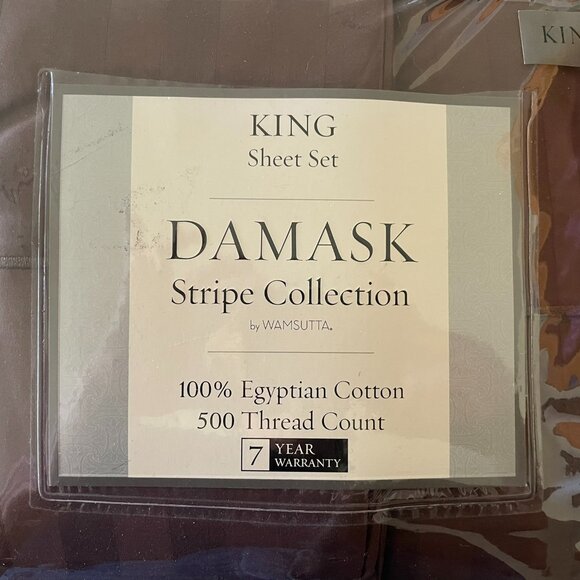 KING
Sheet Set
DAMASK
Stripe Collection
by WAMSUTTA®
100% Egyptian Cotton
500 Thread Count
7 YEAR
WARRANTY